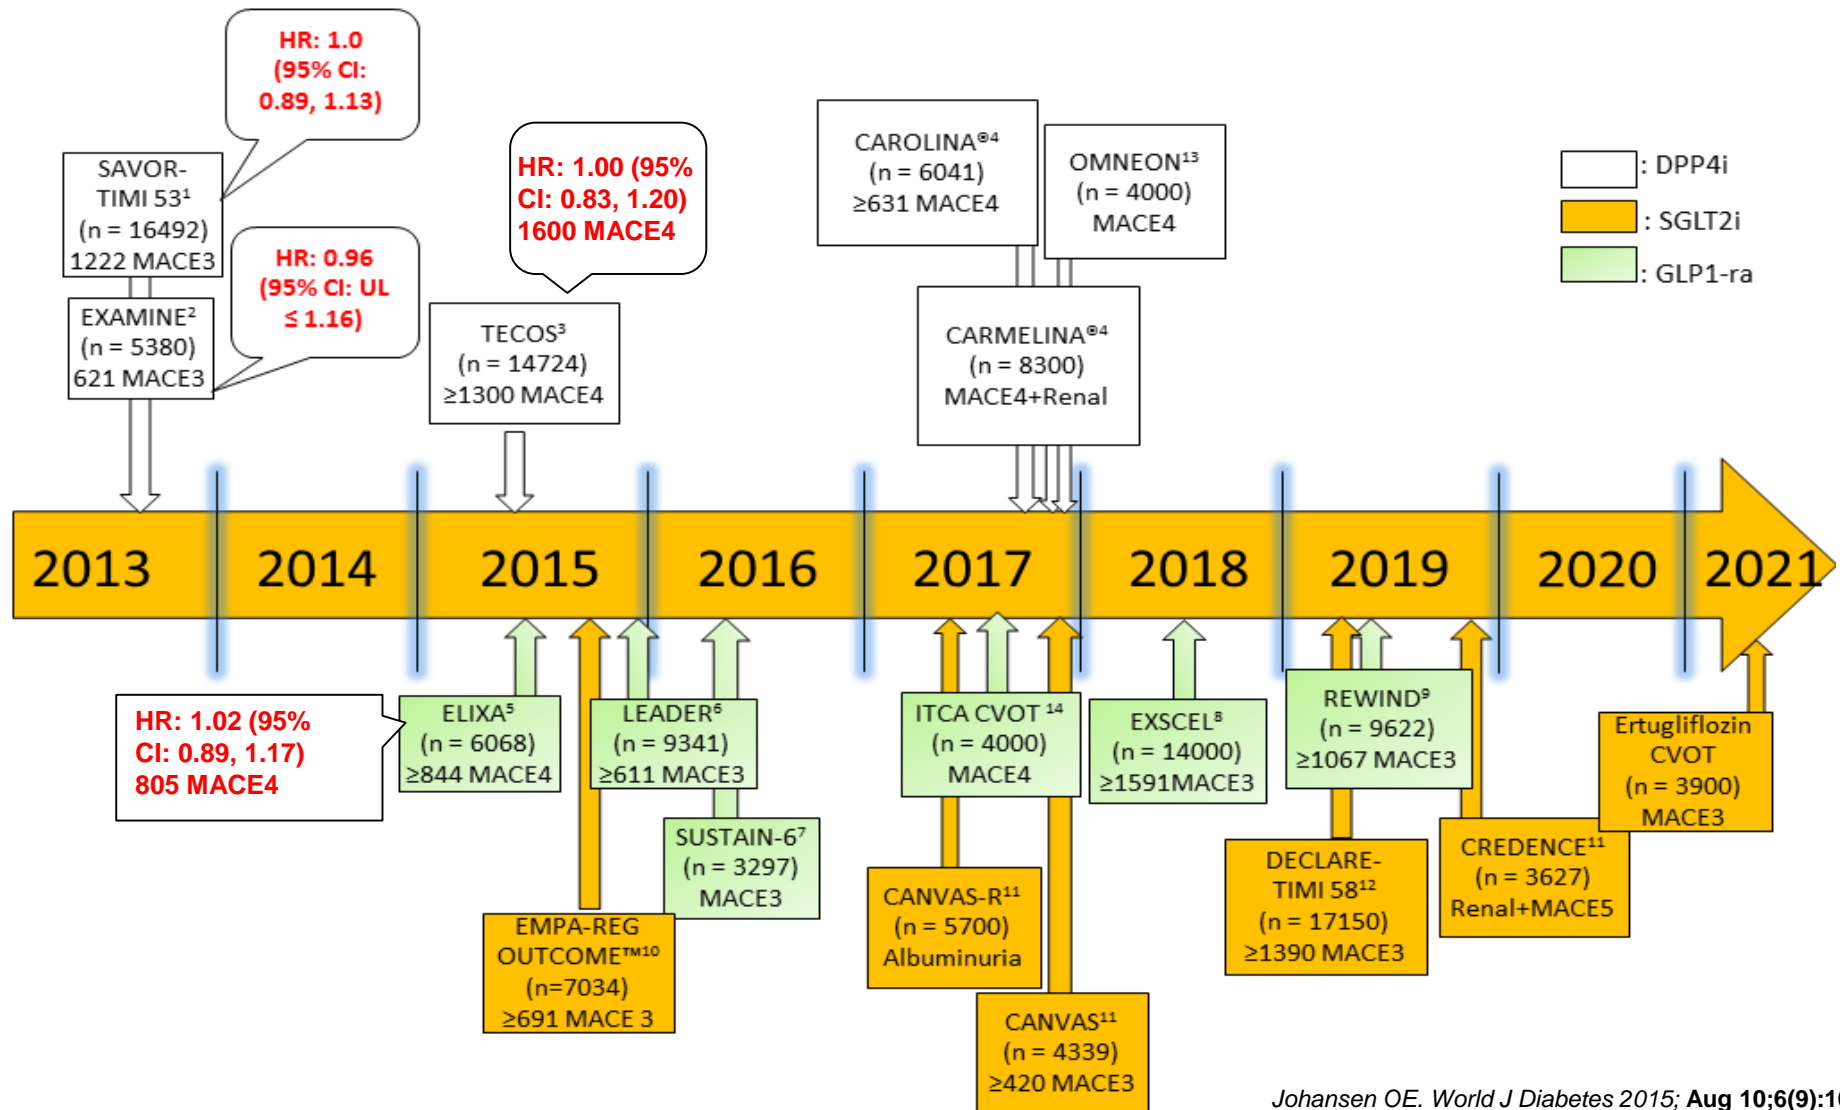 HR: 1.0
(95% CI:
0.89, 1.13)
SAVOR-
TIMI 53¹
(n = 16492)
1222 MACE3
HR: 0.96
(95% CI: UL
≤ 1.16)
EXAMINE²
(n = 5380)
621 MACE3
HR: 1.00 (95%
CI: 0.83, 1.20)
1600 MACE4
TECOS³
(n = 14724)
≥1300 MACE4
CAROLINA®⁴
(n = 6041)
≥631 MACE4
OMNEON¹³
(n = 4000)
MACE4
CARMELINA®⁴
(n = 8300)
MACE4+Renal
: DPP4i
: SGLT2i
: GLP1-ra
2013 2014 2015 2016 2017 2018 2019 2020 2021
HR: 1.02 (95%
CI: 0.89, 1.17)
805 MACE4
ELIXA⁵
(n = 6068)
≥844 MACE4
LEADER⁶
(n = 9341)
≥611 MACE3
SUSTAIN-6⁷
(n = 3297)
MACE3
EMPA-REG
OUTCOME™¹⁰
(n=7034)
≥691 MACE 3
ITCA CVOT ¹⁴
(n = 4000)
MACE4
CANVAS-R¹¹
(n = 5700)
Albuminuria
CANVAS¹¹
(n = 4339)
≥420 MACE3
EXSCEL⁸
(n = 14000)
≥1591MACE3
REWIND⁹
(n = 9622)
≥1067 MACE3
DECLARE-
TIMI 58¹²
(n = 17150)
≥1390 MACE3
CREDENCE¹¹
(n = 3627)
Renal+MACE5
Ertugliflozin
CVOT
(n = 3900)
MACE3
Johansen OE. World J Diabetes 2015; Aug 10;6(9):1